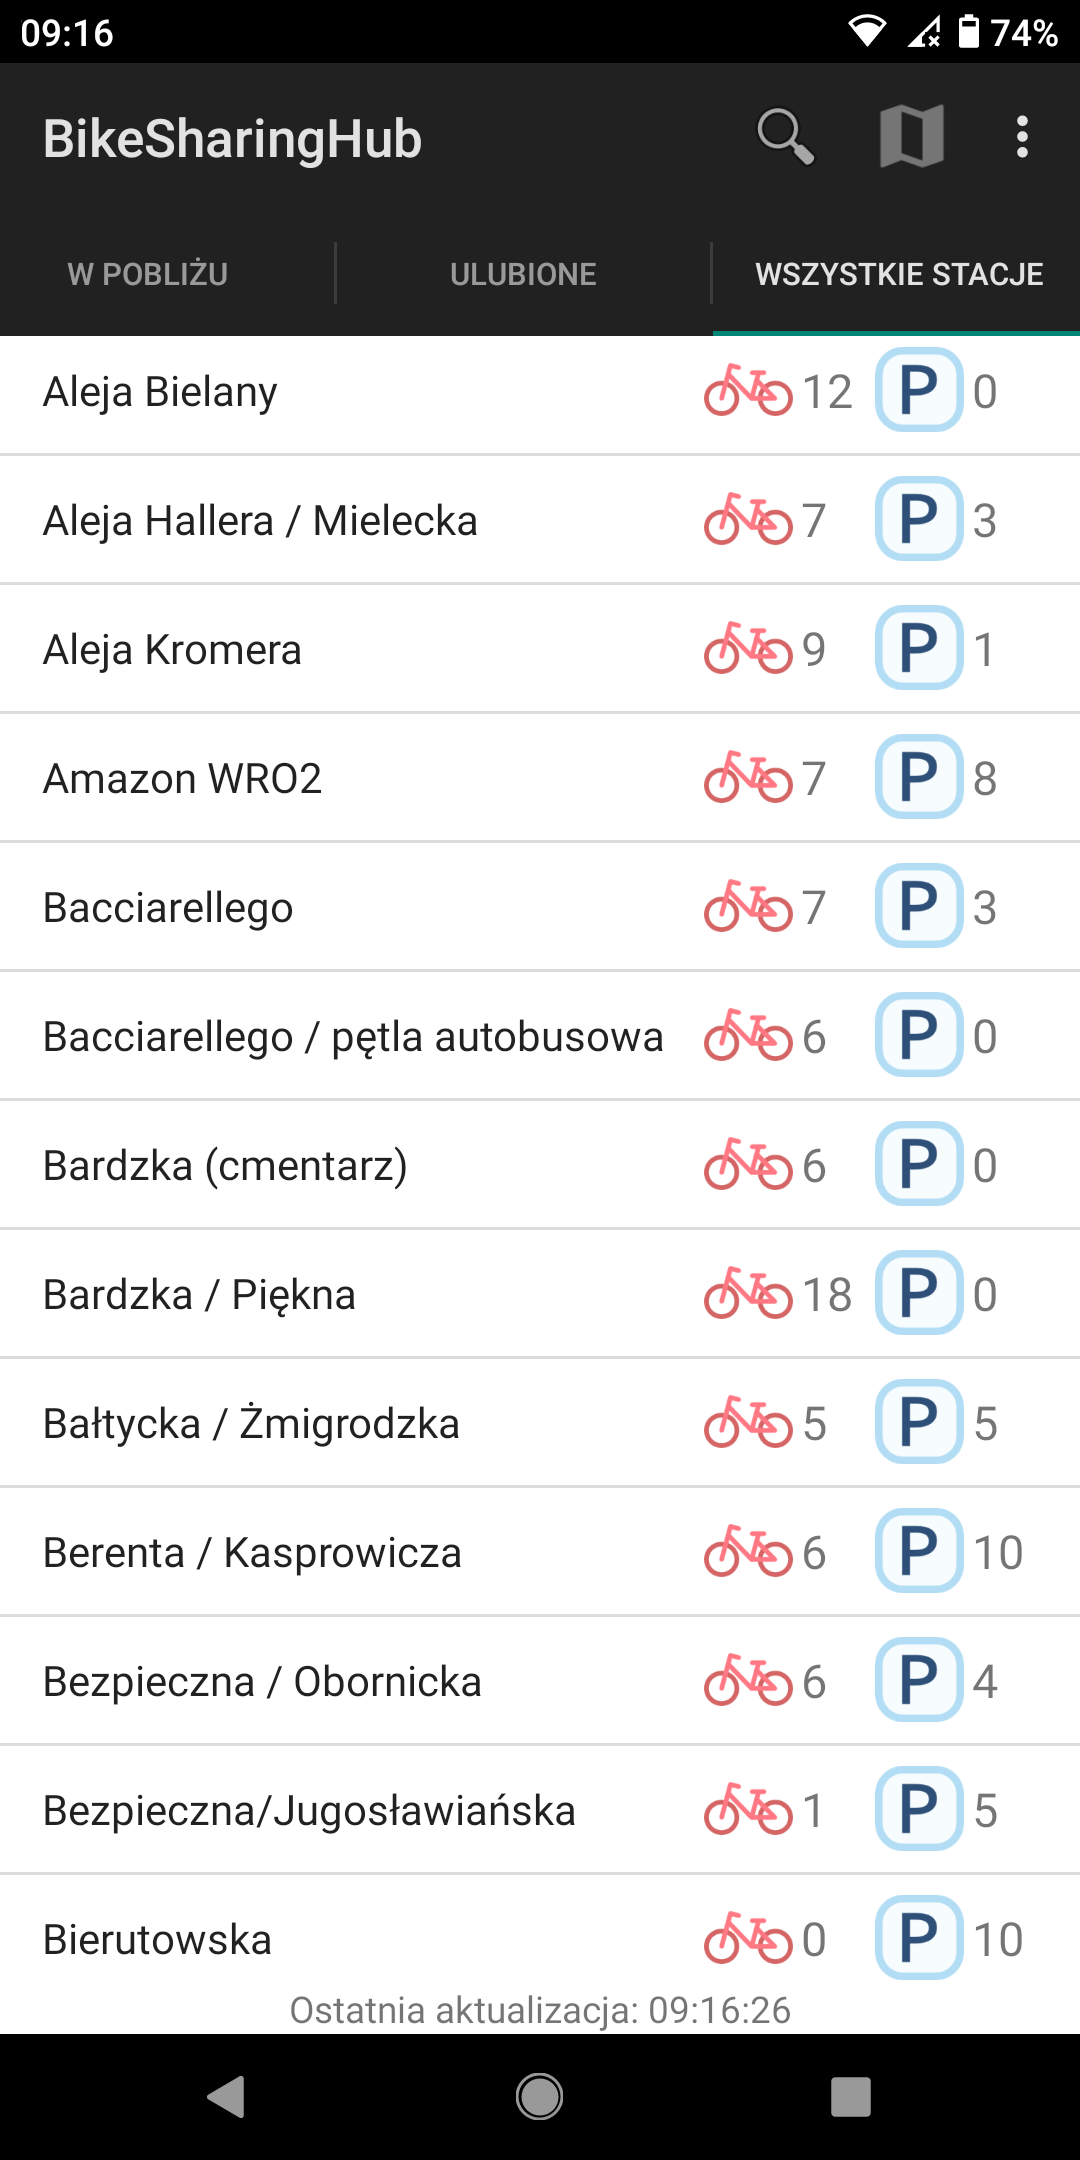 09:16 74%
BikeSharingHub
W POBLIŻU ULUBIONE WSZYSTKIE STACJE
Aleja Bielany 12 P 0
Aleja Hallera / Mielecka 7 P 3
Aleja Kromera 9 P 1
Amazon WRO2 7 P 8
Bacciarellego 7 P 3
Bacciarellego / pętla autobusowa 6 P 0
Bardzka (cmentarz) 6 P 0
Bardzka / Piękna 18 P 0
Bałtycka / Żmigrodzka 5 P 5
Berenta / Kasprowicza 6 P 10
Bezpieczna / Obornicka 6 P 4
Bezpieczna/Jugosławiańska 1 P 5
Bierutowska 0 P 10
Ostatnia aktualizacja: 09:16:26